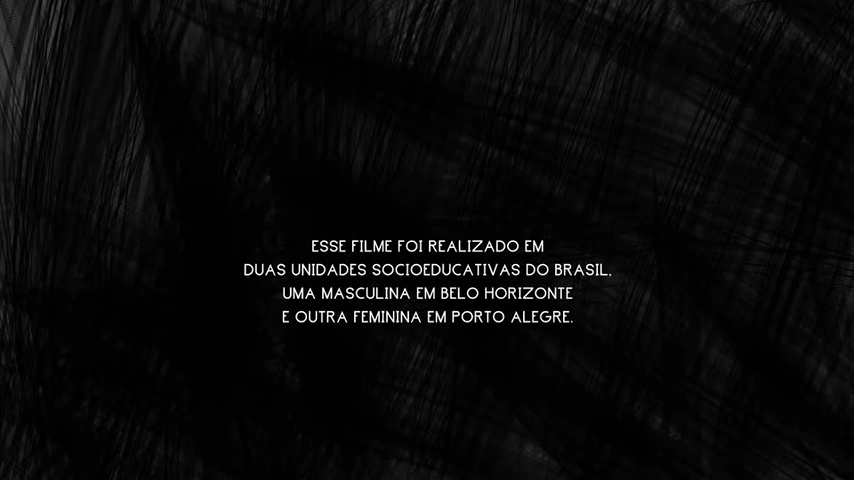 ESSE FILME FOI REALIZADO EM
DUAS UNIDADES SOCIOEDUCATIVAS DO BRASIL,
UMA MASCULINA EM BELO HORIZONTE
E OUTRA FEMININA EM PORTO ALEGRE.